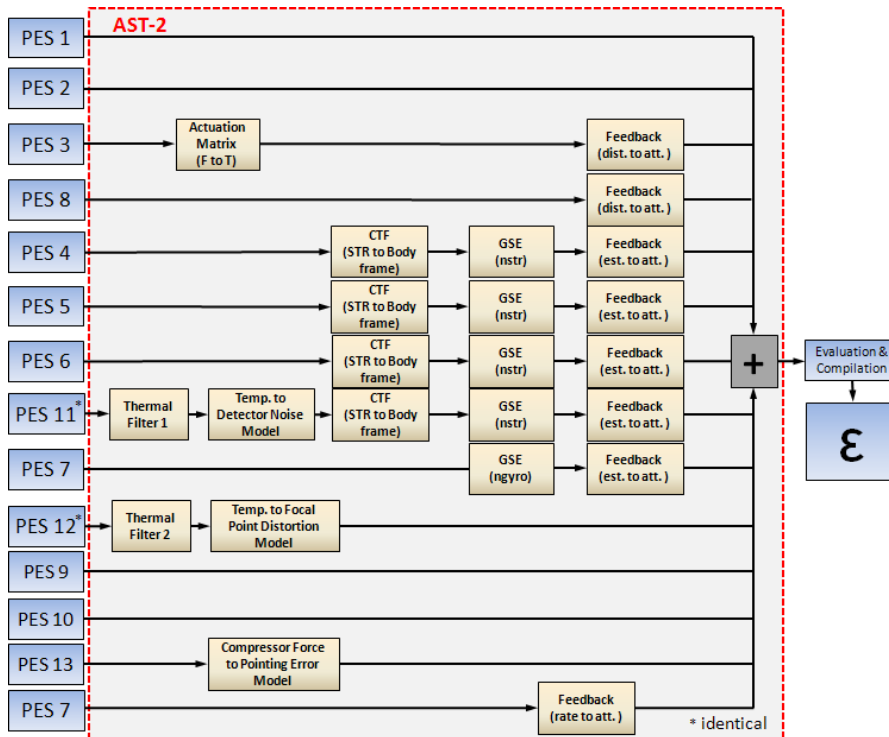 AST-2
PES 1
PES 2
PES 3
Actuation
Matrix
(F to T)
Feedback
(dist. to att. )
PES 8
Feedback
(dist. to att. )
PES 4
CTF
(STR to Body
frame)
GSE
(nstr)
Feedback
(est. to att. )
PES 5
CTF
(STR to Body
frame)
GSE
(nstr)
Feedback
(est. to att. )
PES 6
CTF
(STR to Body
frame)
GSE
(nstr)
Feedback
(est. to att. )
+
Evaluation &
Compilation
ε
PES 11*
Thermal
Filter 1
Temp. to
Detector Noise
Model
CTF
(STR to Body
frame)
GSE
(nstr)
Feedback
(est. to att. )
PES 7
GSE
(ngyro)
Feedback
(est. to att. )
PES 12*
Thermal
Filter 2
Temp. to Focal
Point Distortion
Model
PES 9
PES 10
PES 13
Compressor Force
to Pointing Error
Model
PES 7
Feedback
(rate to att. )
* identical